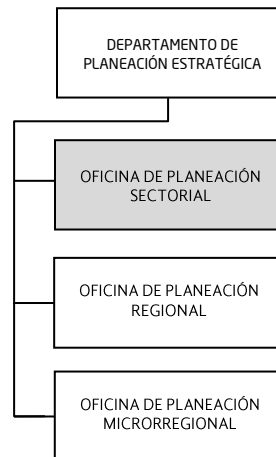 DEPARTAMENTO DE
PLANEACIÓN ESTRATÉGICA
OFICINA DE PLANEACIÓN
SECTORIAL
OFICINA DE PLANEACIÓN
REGIONAL
OFICINA DE PLANEACIÓN
MICRORREGIONAL